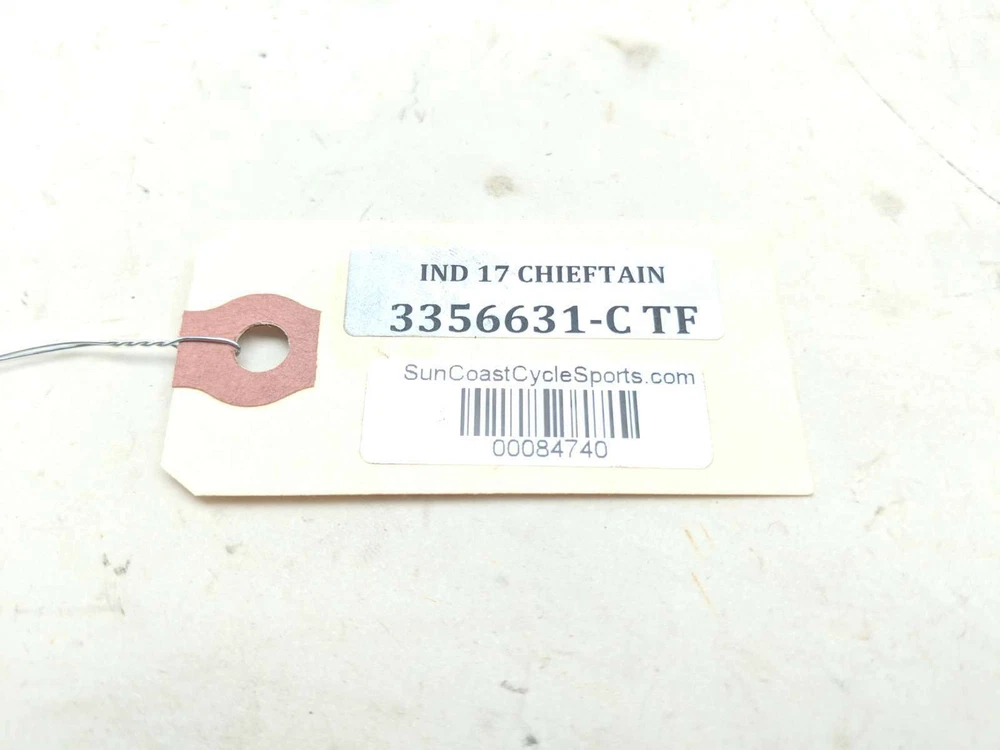 IND 17 CHIEFTAIN
3356631-C TF
SunCoastCycleSports.com
00084740